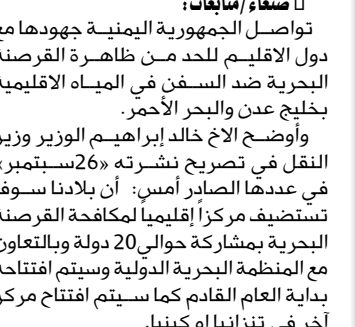 صنعاء/متابعات:
تواصل الجمهورية اليمنية جهودها مع
دول الاقليم للحد من ظاهرة القرصنة
البحرية ضد السفن في المياه الاقليمية
بخليج عدن والبحر الأحمر.
وأوضح الاخ خالد إبراهيم الوزير وزير
النقل في تصريح نشرته «26سبتمبر»
في عددها الصادر أمس: أن بلادنا سوف
تستضيف مركزاً إقليمياً لمكافحة القرصنة
البحرية بمشاركة حوالي20 دولة وبالتعاون
مع المنظمة البحرية الدولية وسيتم افتتاحه
بداية العام القادم كما سيتم افتتاح مركز
آخر في تنزانيا او كينيا.